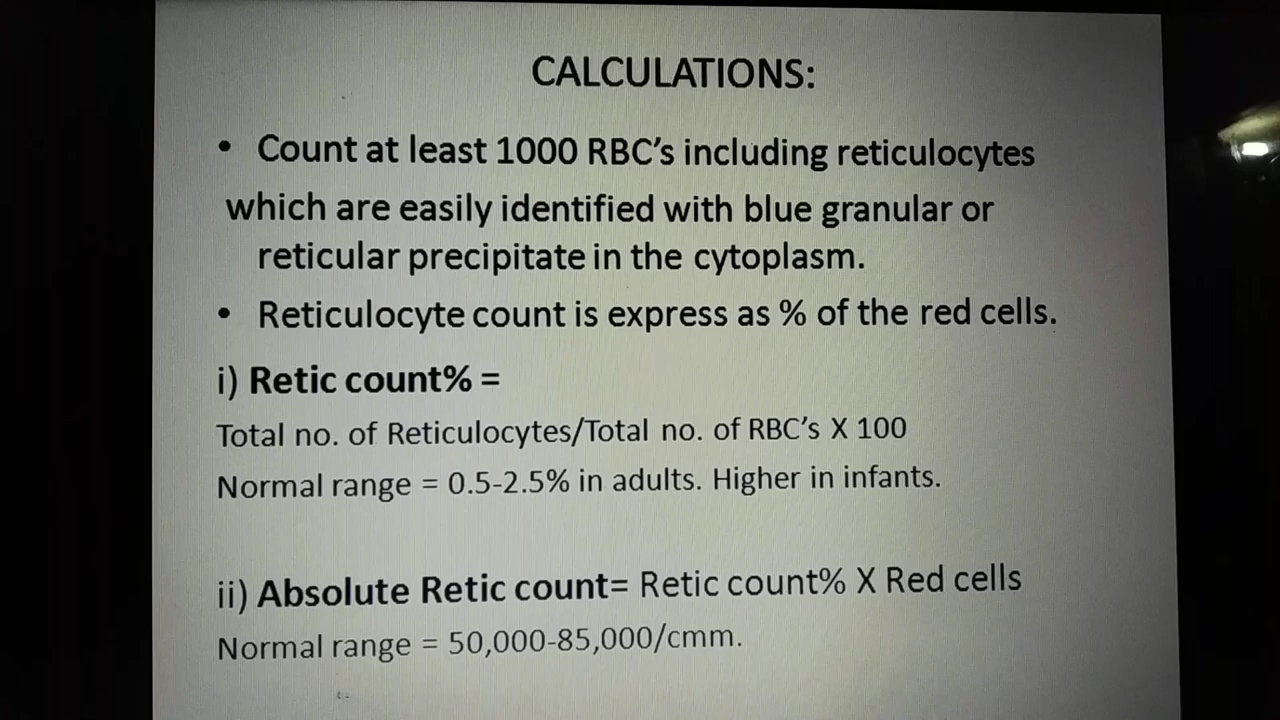 CALCULATIONS:
• Count at least 1000 RBC's including reticulocytes
which are easily identified with blue granular or
reticular precipitate in the cytoplasm.
• Reticulocyte count is express as % of the red cells.
i) Retic count% =
Total no. of Reticulocytes/Total no. of RBC's X 100
Normal range = 0.5-2.5% in adults. Higher in infants.
ii) Absolute Retic count= Retic count% X Red cells
Normal range = 50,000-85,000/cmm.